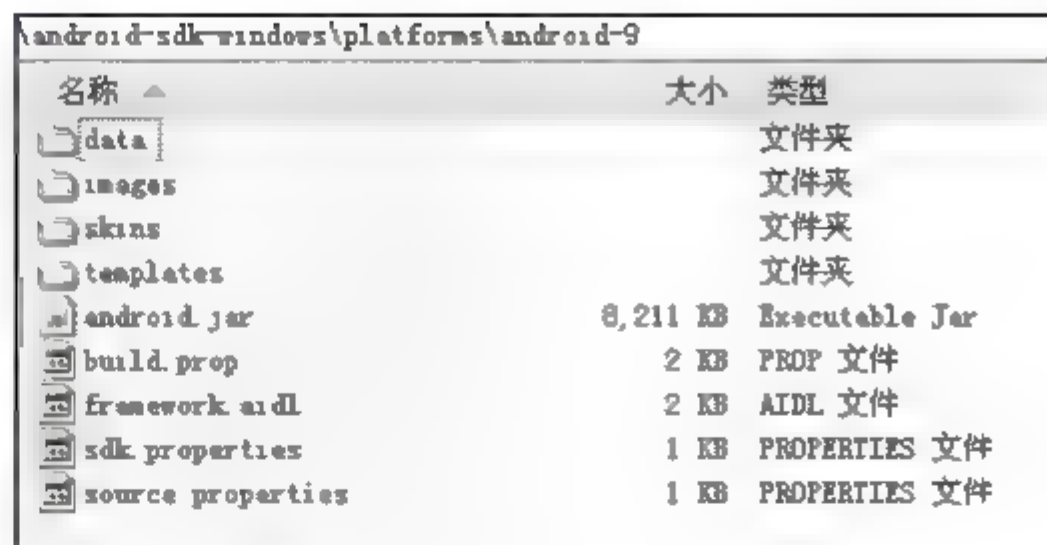 \android-sdk-windows\platforms\android-9
名称 大小 类型
data 文件夹
images 文件夹
skins 文件夹
templates 文件夹
android.jar 8,211 KB Executable Jar
build.prop 2 KB PROP 文件
framework.aidl 2 KB AIDL 文件
sdk.properties 1 KB PROPERTIES 文件
source.properties 1 KB PROPERTIES 文件